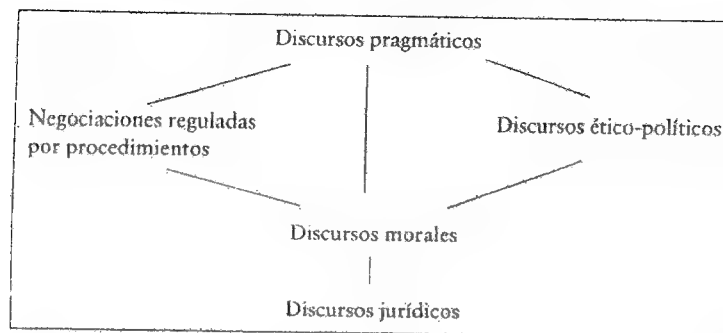 Discursos pragmáticos
Negociaciones reguladas
por procedimientos
Discursos ético-políticos
Discursos morales
Discursos jurídicos